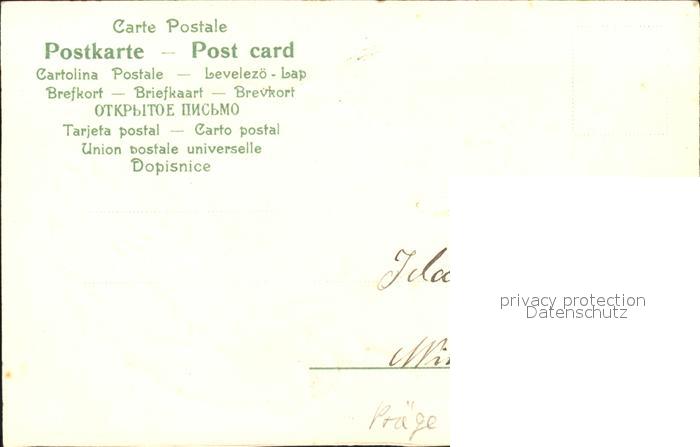 Carte Postale
Postkarte — Post card
Cartolina Postale — Levelezö-Lap
Brefkort — Briefkaart — Brevkort
ОТКРЫТОЕ ПИСЬМО
Tarjeta postal — Carto postal
Union postale universelle
Dopisnice
privacy protection
Datenschutz
Präge